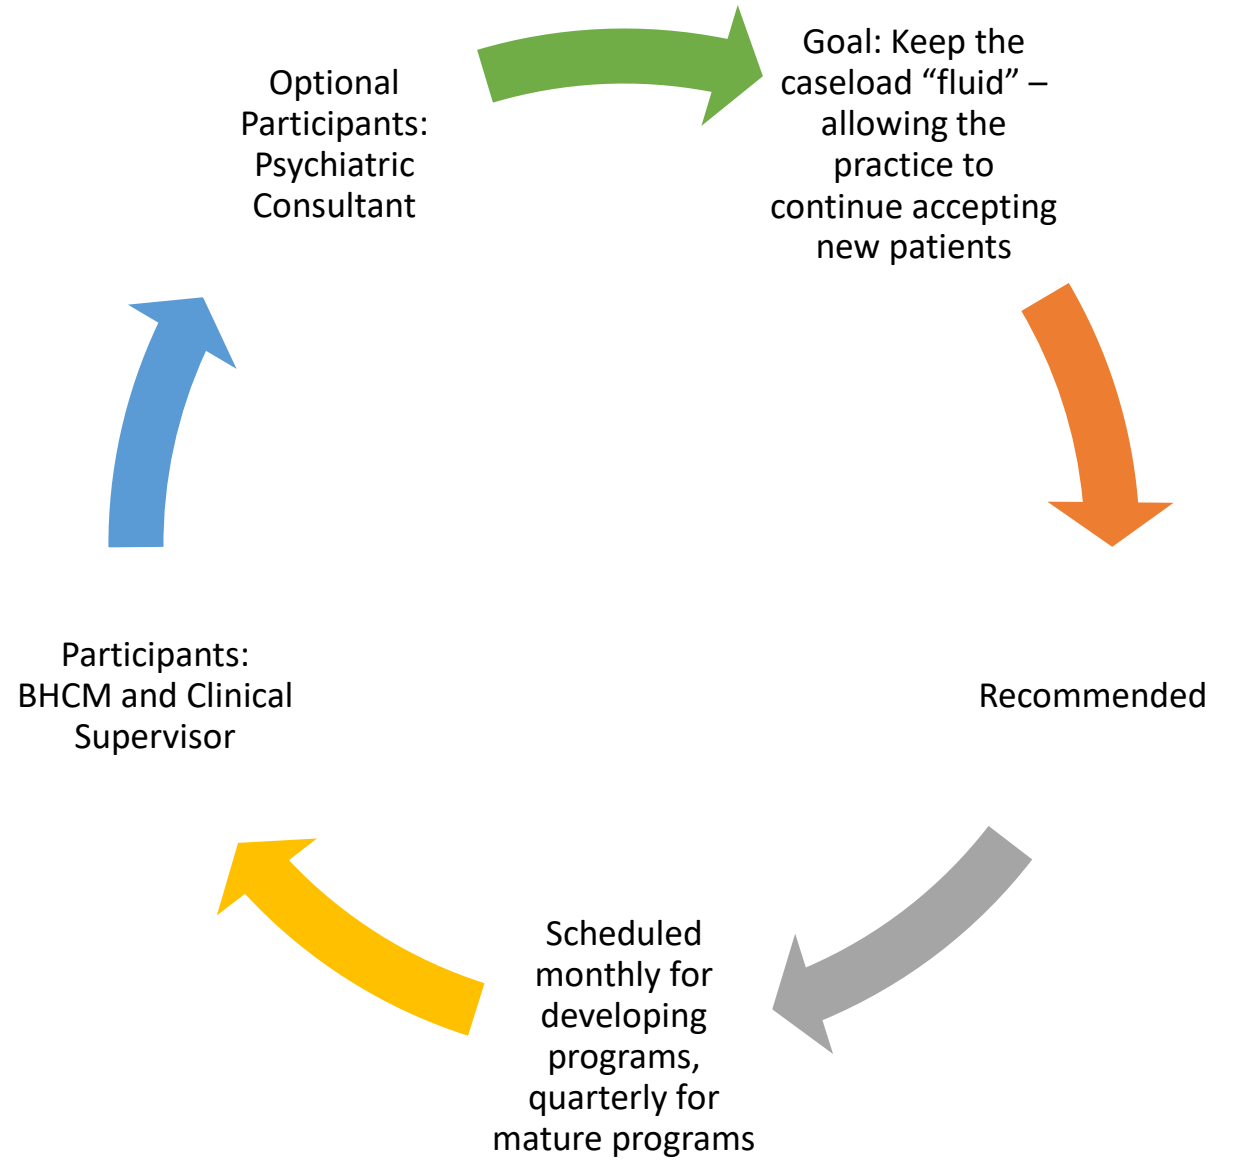 Optional
Participants:
Psychiatric
Consultant
Goal: Keep the
caseload “fluid” –
allowing the
practice to
continue accepting
new patients
Recommended
Scheduled
monthly for
developing
programs,
quarterly for
mature programs
Participants:
BHCM and Clinical
Supervisor